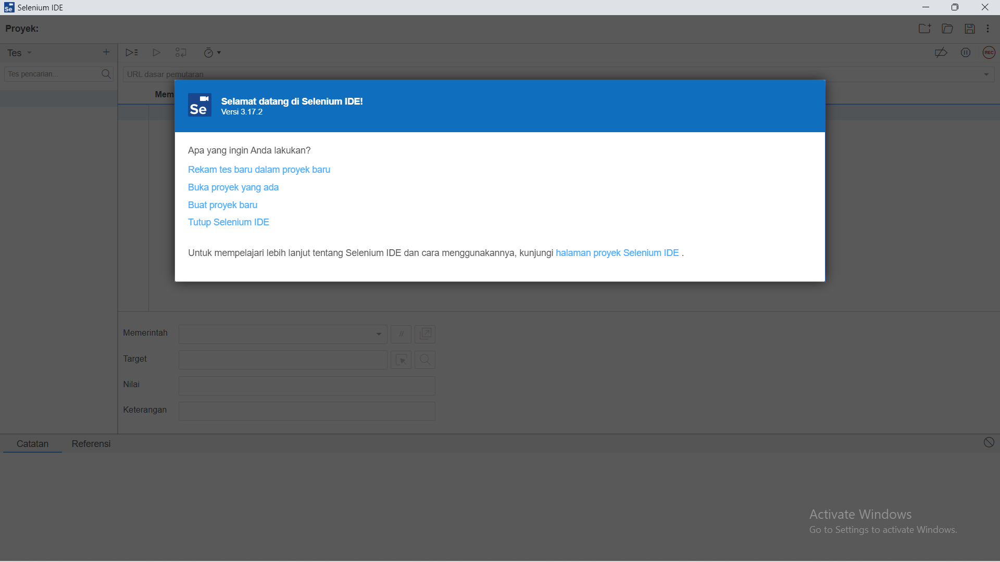 Selenium IDE
Proyek:
Tes
Tes pencarian...
REC
URL dasar pemutaran
Mem
Se
Selamat datang di Selenium IDE!
Versi 3.17.2
Apa yang ingin Anda lakukan?
Rekam tes baru dalam proyek baru
Buka proyek yang ada
Buat proyek baru
Tutup Selenium IDE
Untuk mempelajari lebih lanjut tentang Selenium IDE dan cara menggunakannya, kunjungi halaman proyek Selenium IDE .
Memerintah
//
Target
Nilai
Keterangan
Catatan
Referensi
Activate Windows
Go to Settings to activate Windows.